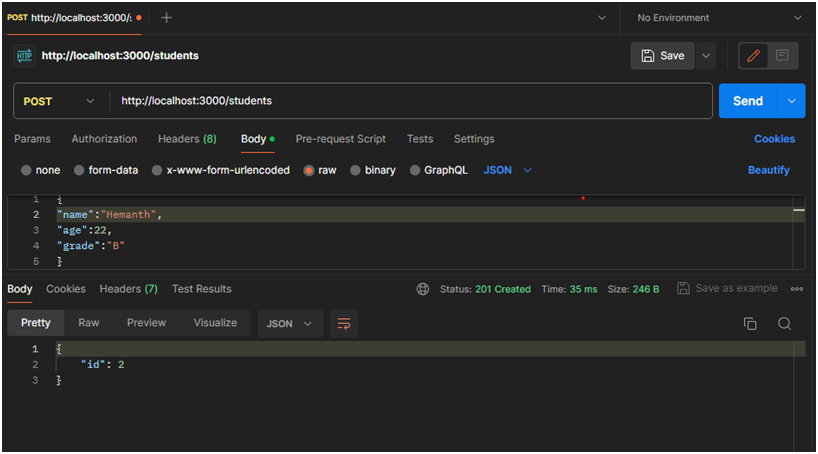 POST http://localhost:3000/s
No Environment
HTTP http://localhost:3000/students
Save
POST http://localhost:3000/students
Send
Params Authorization Headers (8) Body Pre-request Script Tests Settings Cookies
none form-data x-www-form-urlencoded raw binary GraphQL JSON Beautify
1 {
2 "name":"Hemanth",
3 "age":22,
4 "grade":"B"
5 }
Body Cookies Headers (7) Test Results Status: 201 Created Time: 35 ms Size: 246 B Save as example
Pretty Raw Preview Visualize JSON
1 {
2 "id": 2
3 }